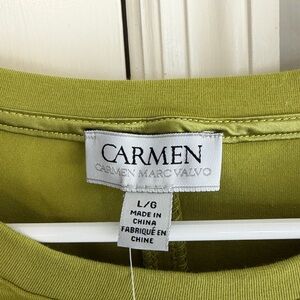 CARMEN
CARMEN MARC VALVO
L/G
MADE IN
CHINA
FABRIQUÉ EN
CHINE